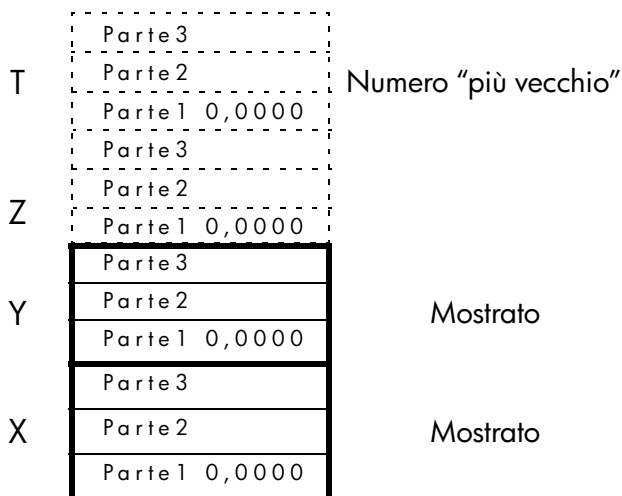 Parte3
T Parte2 Numero “più vecchio”
Parte1 0,0000
Parte3
Parte2
Z Parte1 0,0000
Parte3
Y Parte2 Mostrato
Parte1 0,0000
Parte3
X Parte2 Mostrato
Parte1 0,0000